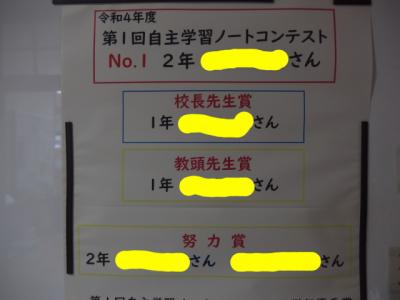 令和4年度
第1回自主学習ノートコンテスト
No.1 2年 さん
校長先生賞
1年 さん
教頭先生賞
1年 さん
努力賞
2年 さん さん